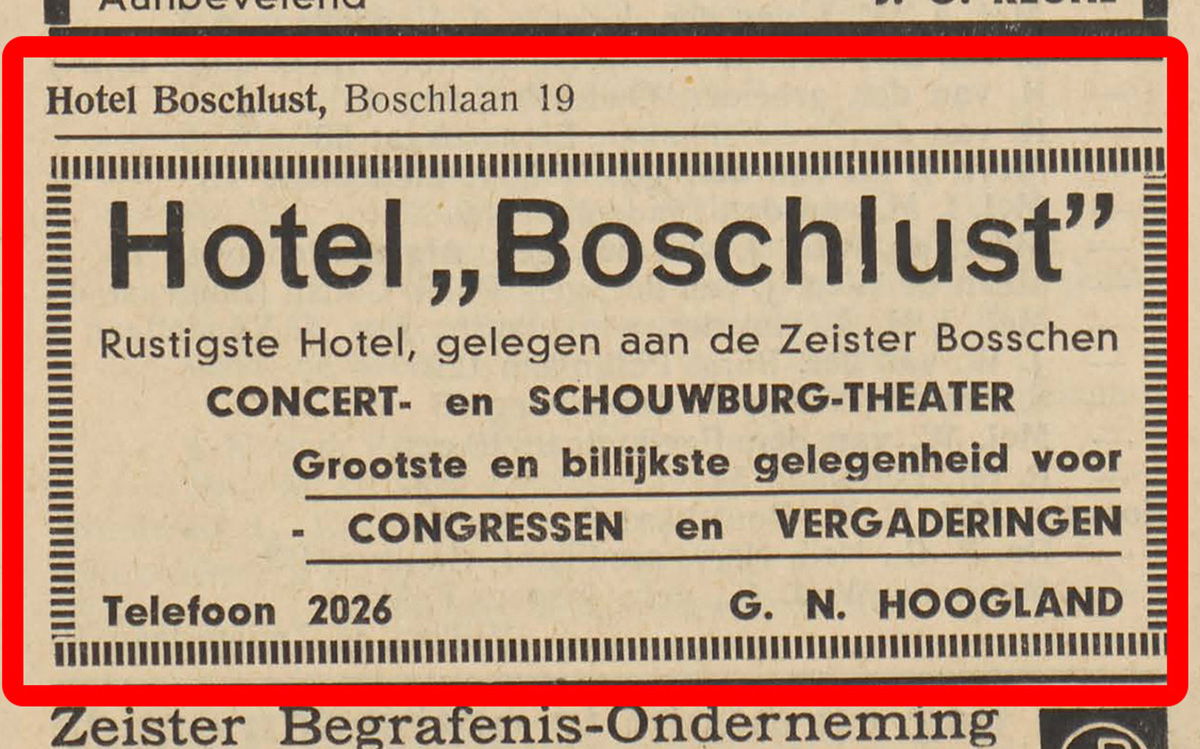 Aanbevelend
Hotel Boschlust, Boschlaan 19
Hotel „Boschlust”
Rustigste Hotel, gelegen aan de Zeister Bosschen
CONCERT- en SCHOUWBURG-THEATER
Grootste en billijkste gelegenheid voor
- CONGRESSEN en VERGADERINGEN
Telefoon 2026 G. N. HOOGLAND
Zeister Begrafenis-Onderneming